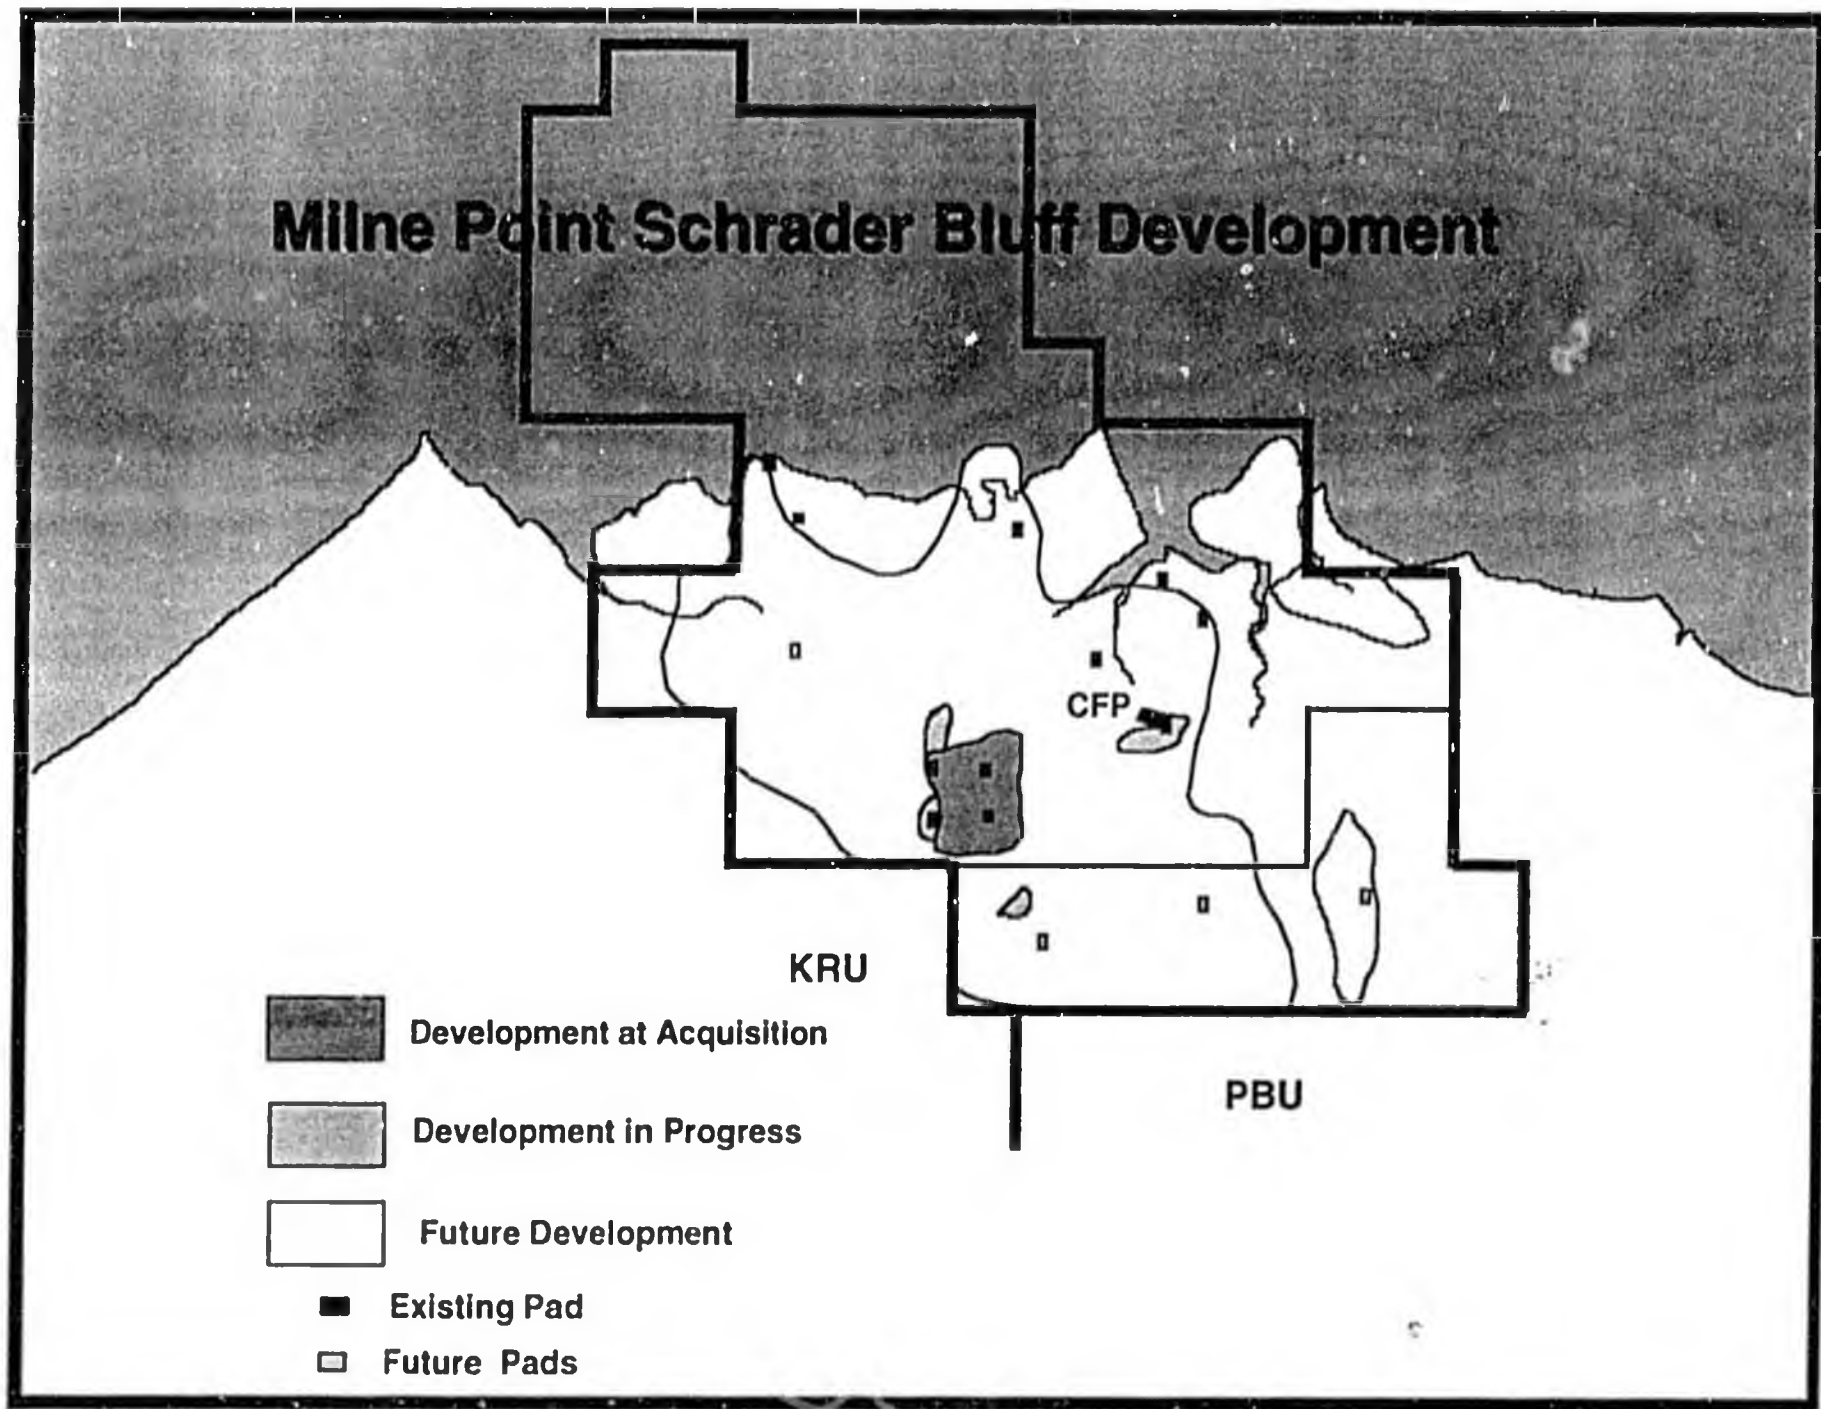 Milne Point Schrader Bluff Development
CFP
KRU
PBU
Development at Acquisition
Development in Progress
Future Development
Existing Pad
Future Pads